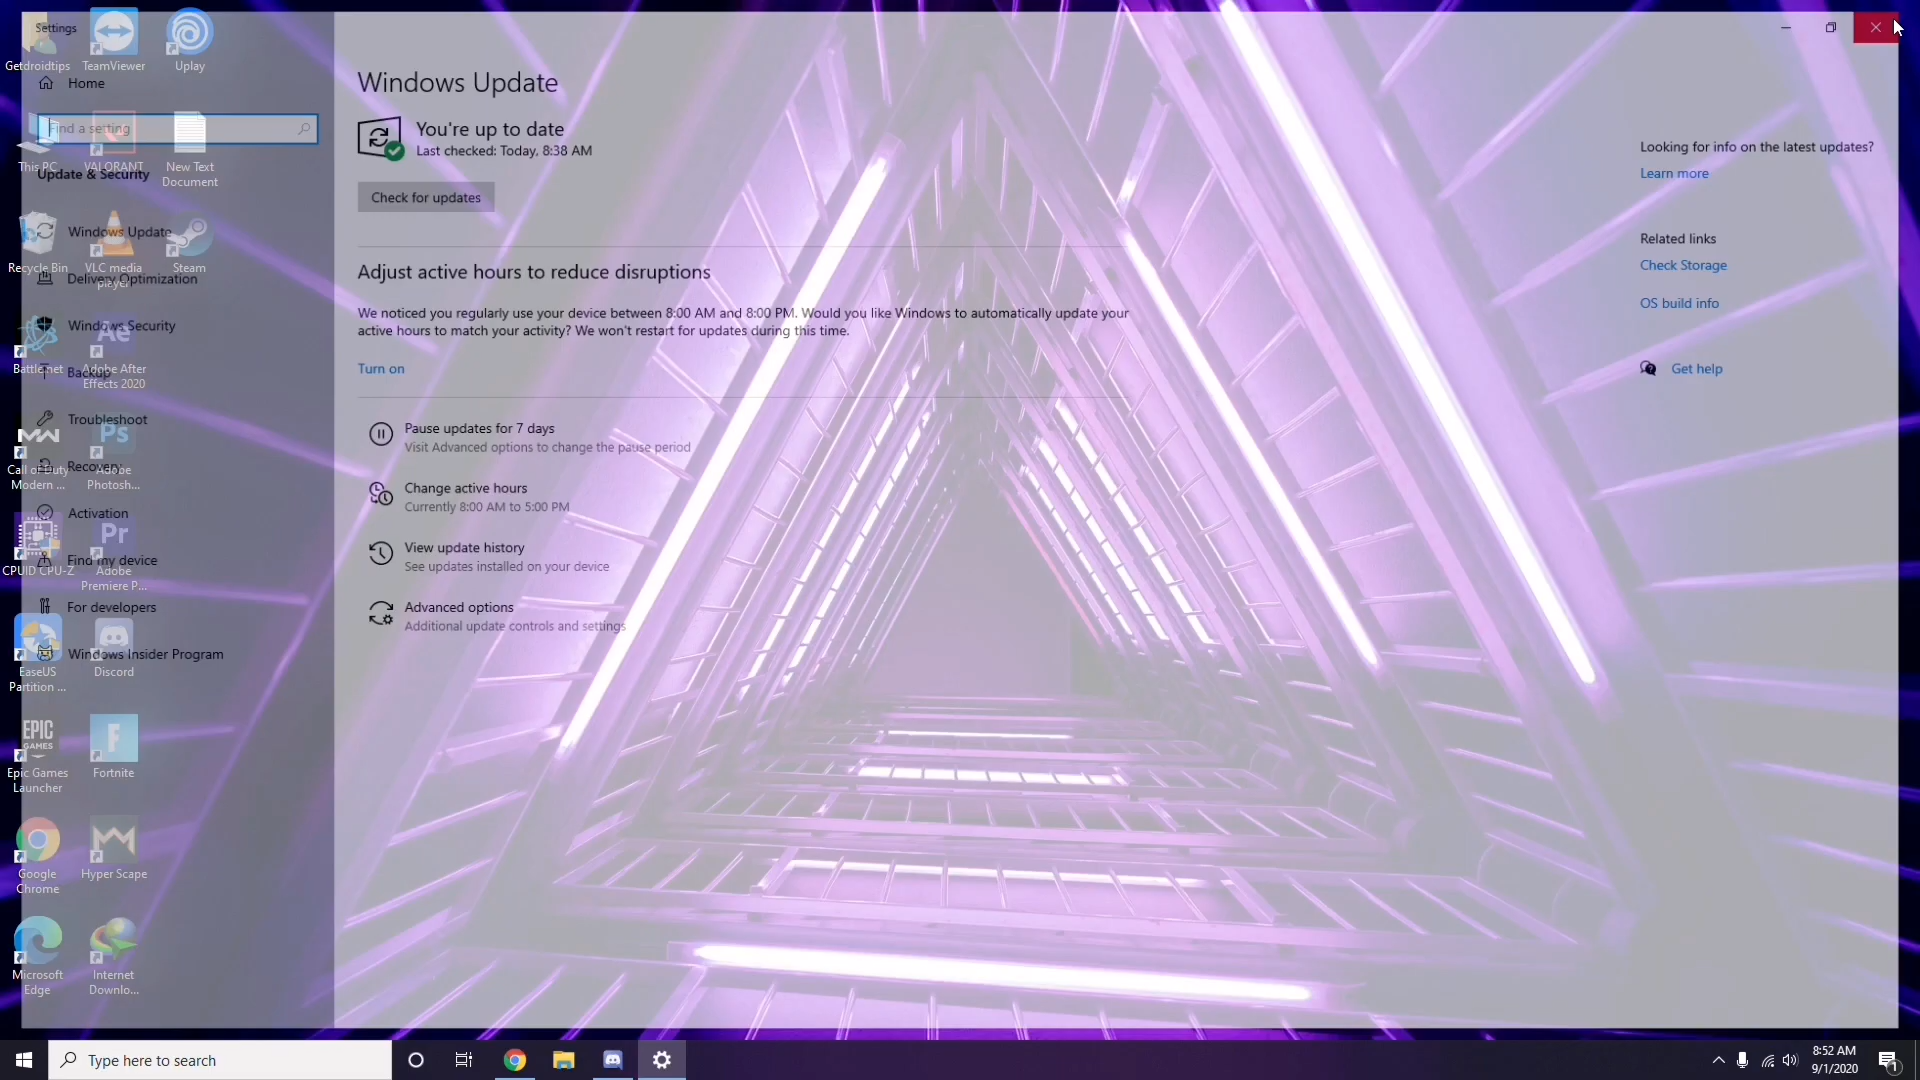 Settings
Home
Find a setting
Update & Security
Windows Update
Delivery Optimization
Windows Security
Backup
Troubleshoot
Recovery
Activation
Find my device
For developers
Windows Insider Program
Getdroidtips
TeamViewer
Uplay
This PC
VALORANT
New Text
Document
Recycle Bin
VLC media
player
Steam
Battle.net
Ae
Adobe After
Effects 2020
Call of Duty
Modern ...
Ps
Adobe
Photosh...
CPUID CPU-Z
Pr
Adobe
Premiere P...
EaseUS
Partition ...
Discord
EPIC
GAMES
Epic Games
Launcher
F
Fortnite
Google
Chrome
Hyper Scape
Microsoft
Edge
Internet
Downlo...
Windows Update
You're up to date
Last checked: Today, 8:38 AM
Check for updates
Adjust active hours to reduce disruptions
We noticed you regularly use your device between 8:00 AM and 8:00 PM. Would you like Windows to automatically update your
active hours to match your activity? We won't restart for updates during this time.
Turn on
Pause updates for 7 days
Visit Advanced options to change the pause period
Change active hours
Currently 8:00 AM to 5:00 PM
View update history
See updates installed on your device
Advanced options
Additional update controls and settings
Looking for info on the latest updates?
Learn more
Related links
Check Storage
OS build info
Get help
Type here to search
8:52 AM
9/1/2020
1